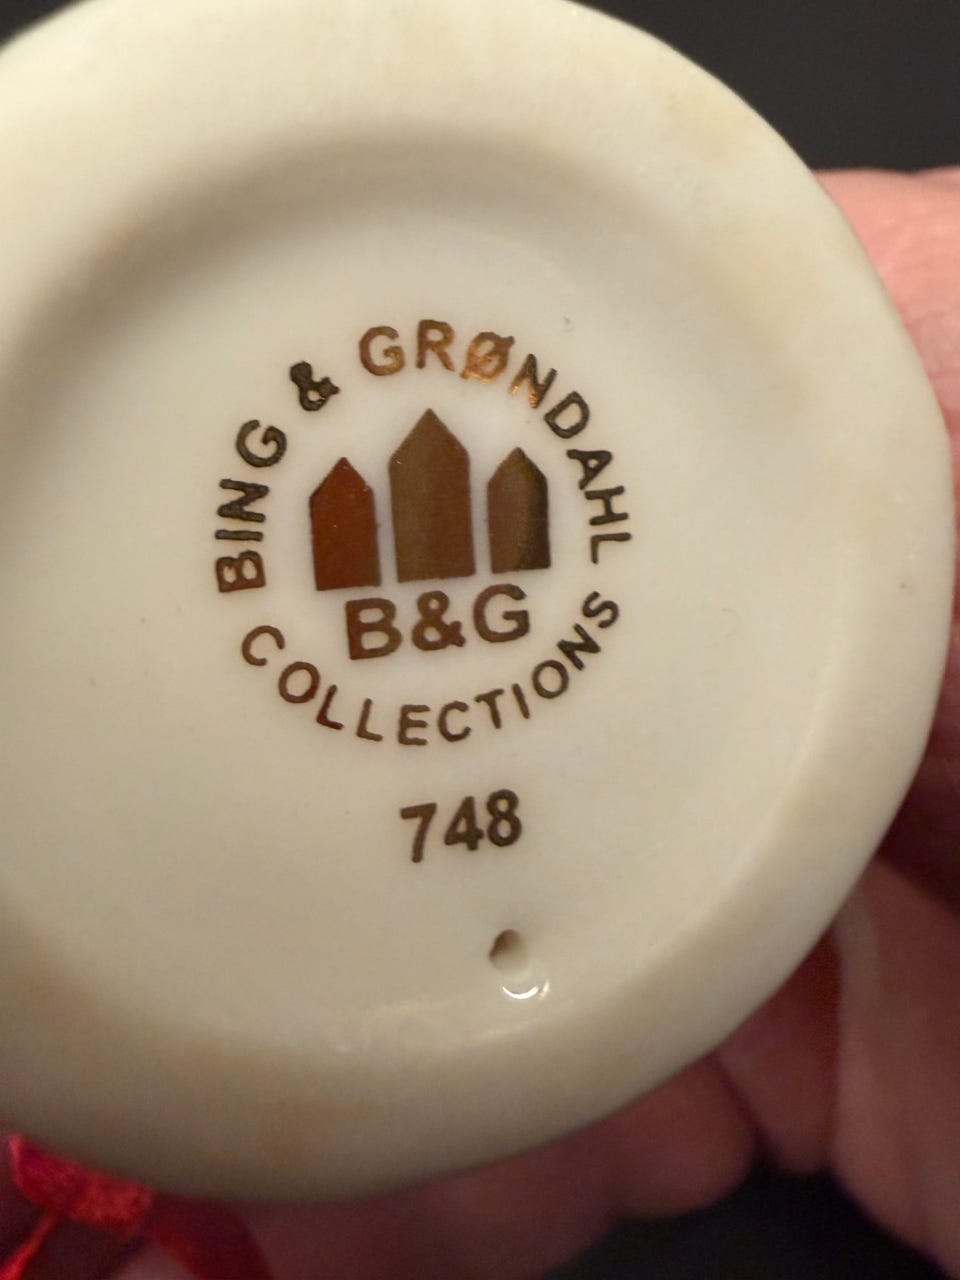 BING & GRØNDAHL
B&G
COLLECTIONS
748